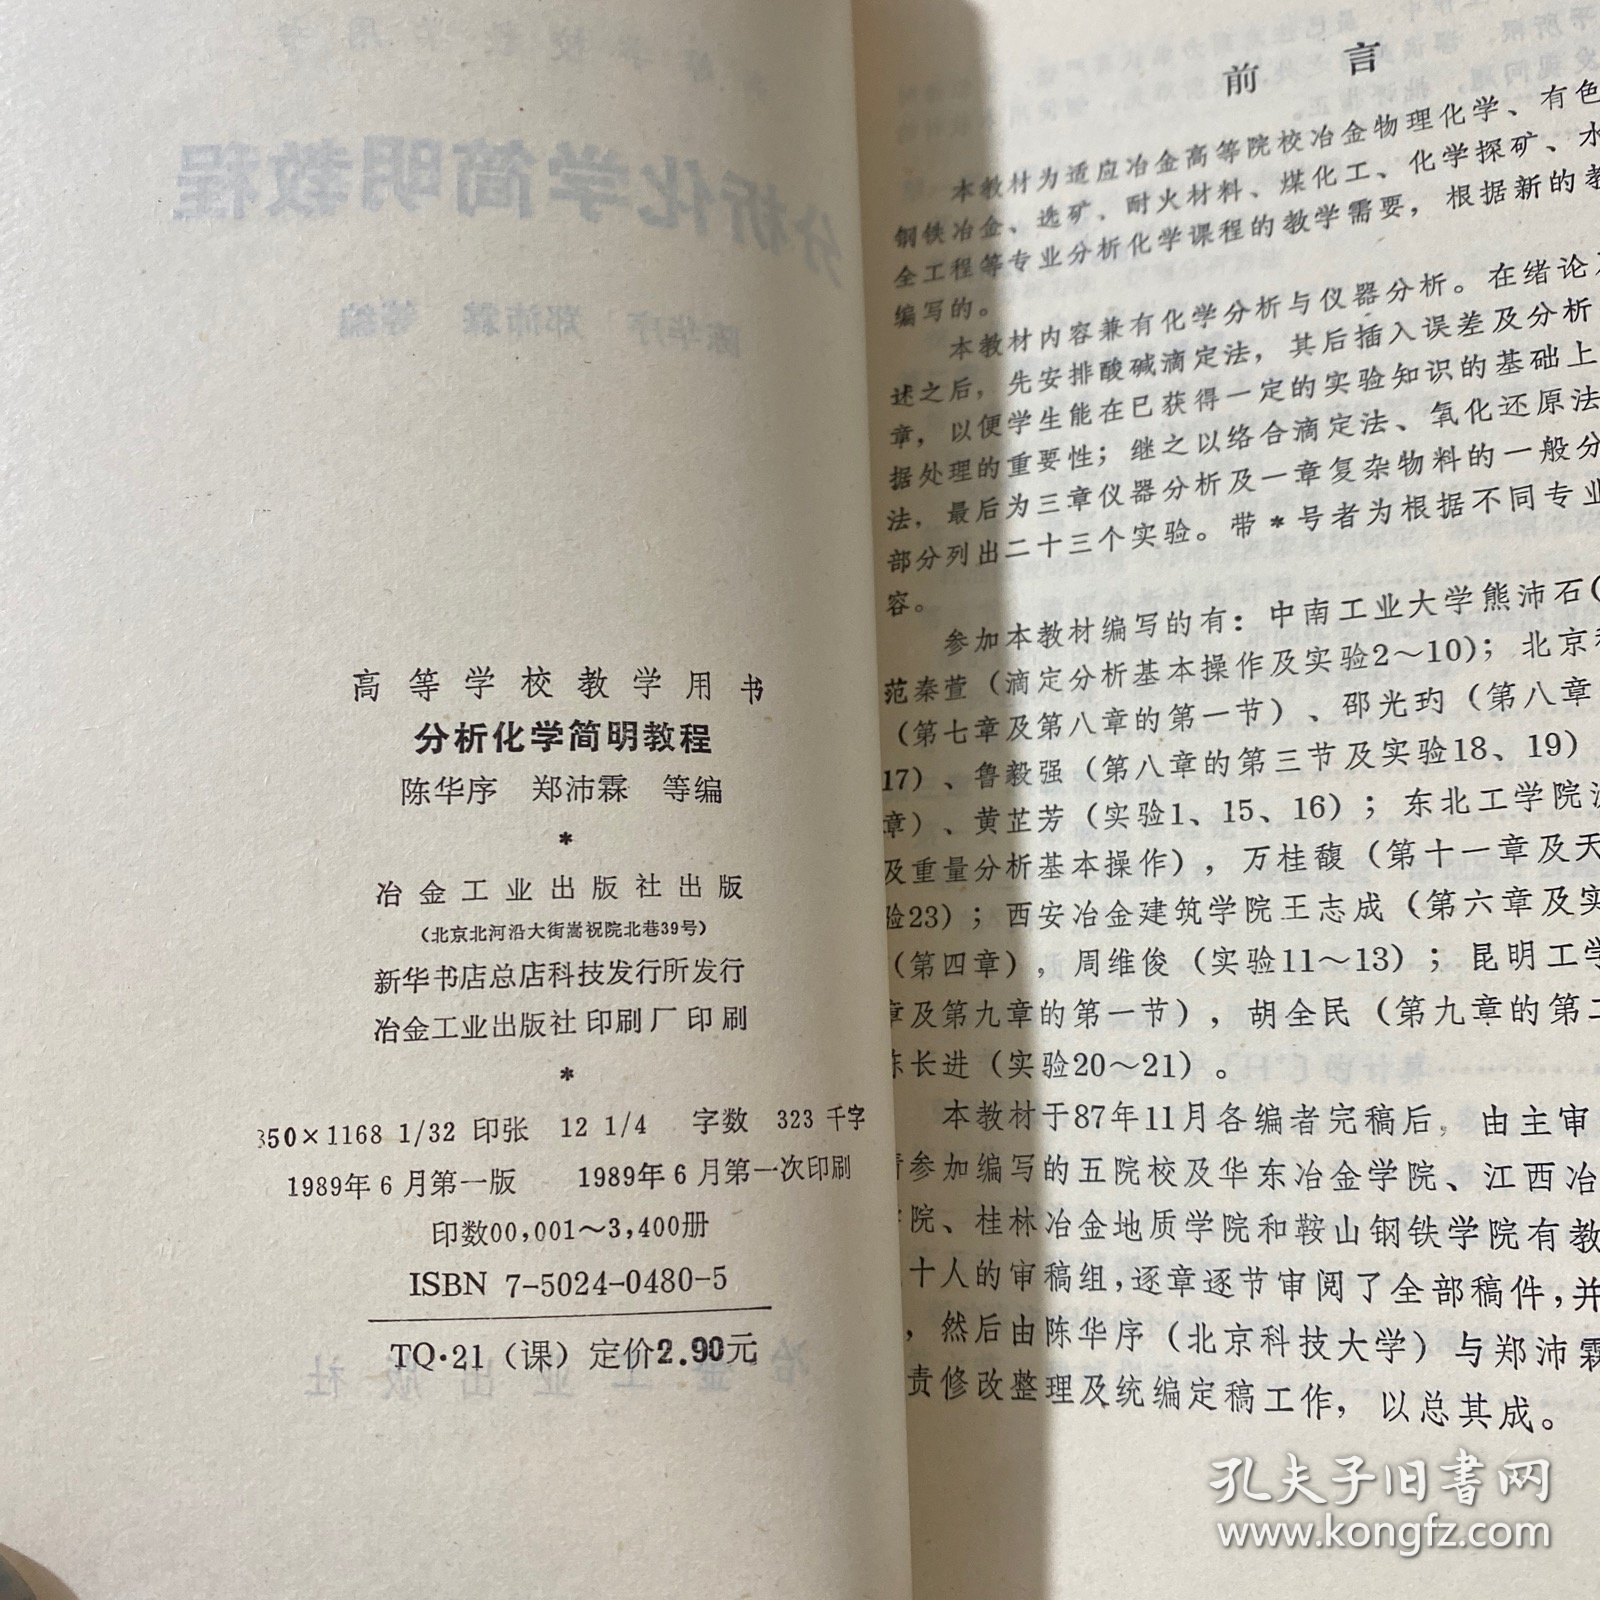 高等学校教学用书
分析化学简明教程
陈华序 郑沛霖 等编
*
冶金工业出版社出版
(北京北河沿大街嵩祝院北巷39号)
新华书店总店科技发行所发行
冶金工业出版社印刷厂印刷
*
850×1168 1/32 印张 12 1/4 字数 323 千字
1989年6月第一版 1989年6月第一次印刷
印数00,001~3,400册
ISBN 7-5024-0480-5
TQ·21(课)定价2.90元
前言
本教材为适应冶金高等院校冶金物理化学、有色
钢铁冶金、选矿、耐火材料、煤化工、化学探矿、水
全工程等专业分析化学课程的教学需要,根据新的教
编写的。
本教材内容兼有化学分析与仪器分析。在绪论及
述之后,先安排酸碱滴定法,其后插入误差及分析
章,以便学生能在已获得一定的实验知识的基础上
据处理的重要性;继之以络合滴定法、氧化还原法
法,最后为三章仪器分析及一章复杂物料的一般分
部分列出二十三个实验。带*号者为根据不同专业
容。
参加本教材编写的有:中南工业大学熊沛石(
范秦萱(滴定分析基本操作及实验2~10);北京科
(第七章及第八章的第一节)、邵光玓(第八章
17)、鲁毅强(第八章的第三节及实验18、19)
章)、黄芷芳(实验1、15、16);东北工学院
及重量分析基本操作),万桂馥(第十一章及天
验23);西安冶金建筑学院王志成(第六章及实
(第四章),周维俊(实验11~13);昆明工学
章及第九章的第一节),胡全民(第九章的第二
陈长进(实验20~21)。
本教材于87年11月各编者完稿后,由主审
请参加编写的五院校及华东冶金学院、江西冶
学院、桂林冶金地质学院和鞍山钢铁学院有教
十人的审稿组,逐章逐节审阅了全部稿件,并
,然后由陈华序(北京科技大学)与郑沛霖
责修改整理及统编定稿工作,以总其成。
孔夫子旧书网
www.kongfz.com